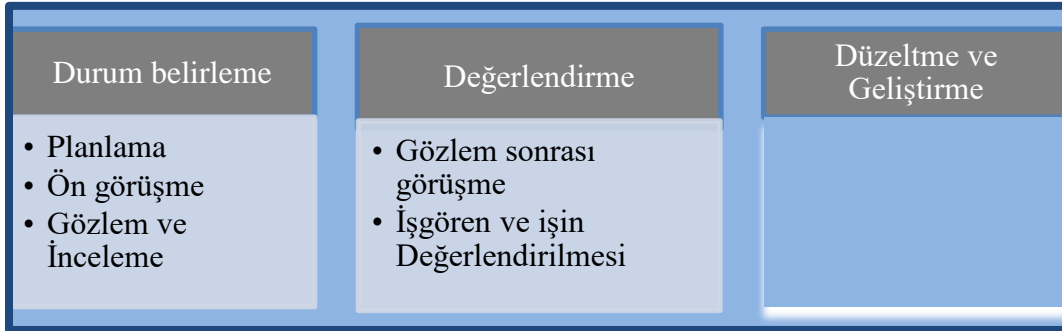 Durum belirleme
• Planlama
• Ön görüşme
• Gözlem ve
İnceleme
Değerlendirme
• Gözlem sonrası
görüşme
• İşgören ve işin
Değerlendirilmesi
Düzeltme ve
Geliştirme